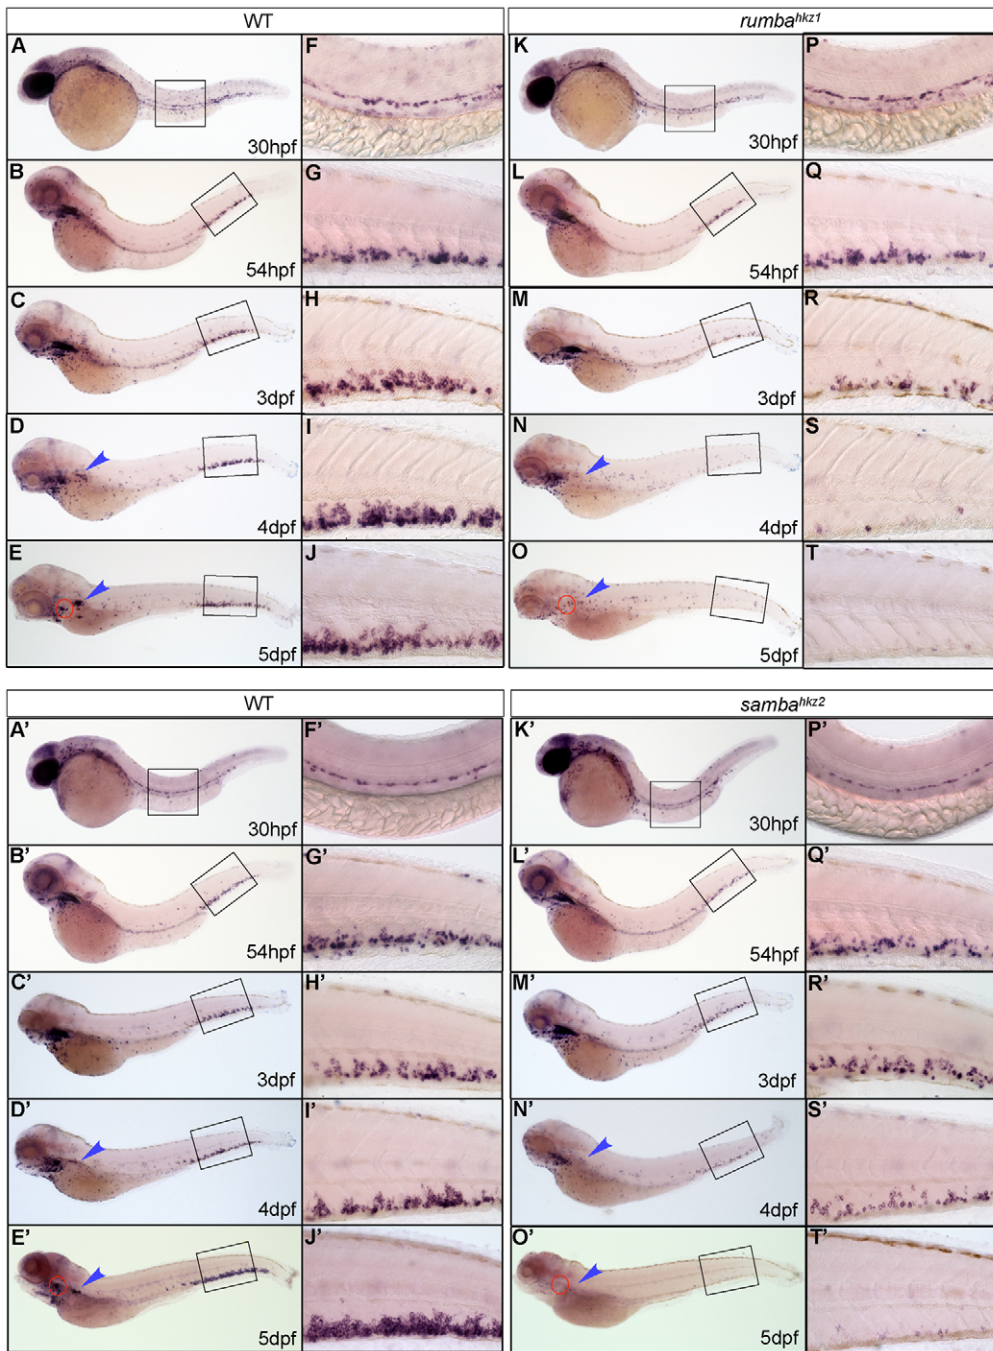 WT rumba^hkz1
A F K P
30hpf 30hpf
B G L Q
54hpf 54hpf
C H M R
3dpf 3dpf
D I N S
4dpf 4dpf
E J O T
5dpf 5dpf
WT samba^hkz2
A’ F’ K’ P’
30hpf 30hpf
B’ G’ L’ Q’
54hpf 54hpf
C’ H’ M’ R’
3dpf 3dpf
D’ I’ N’ S’
4dpf 4dpf
E’ J’ O’ T’
5dpf 5dpf